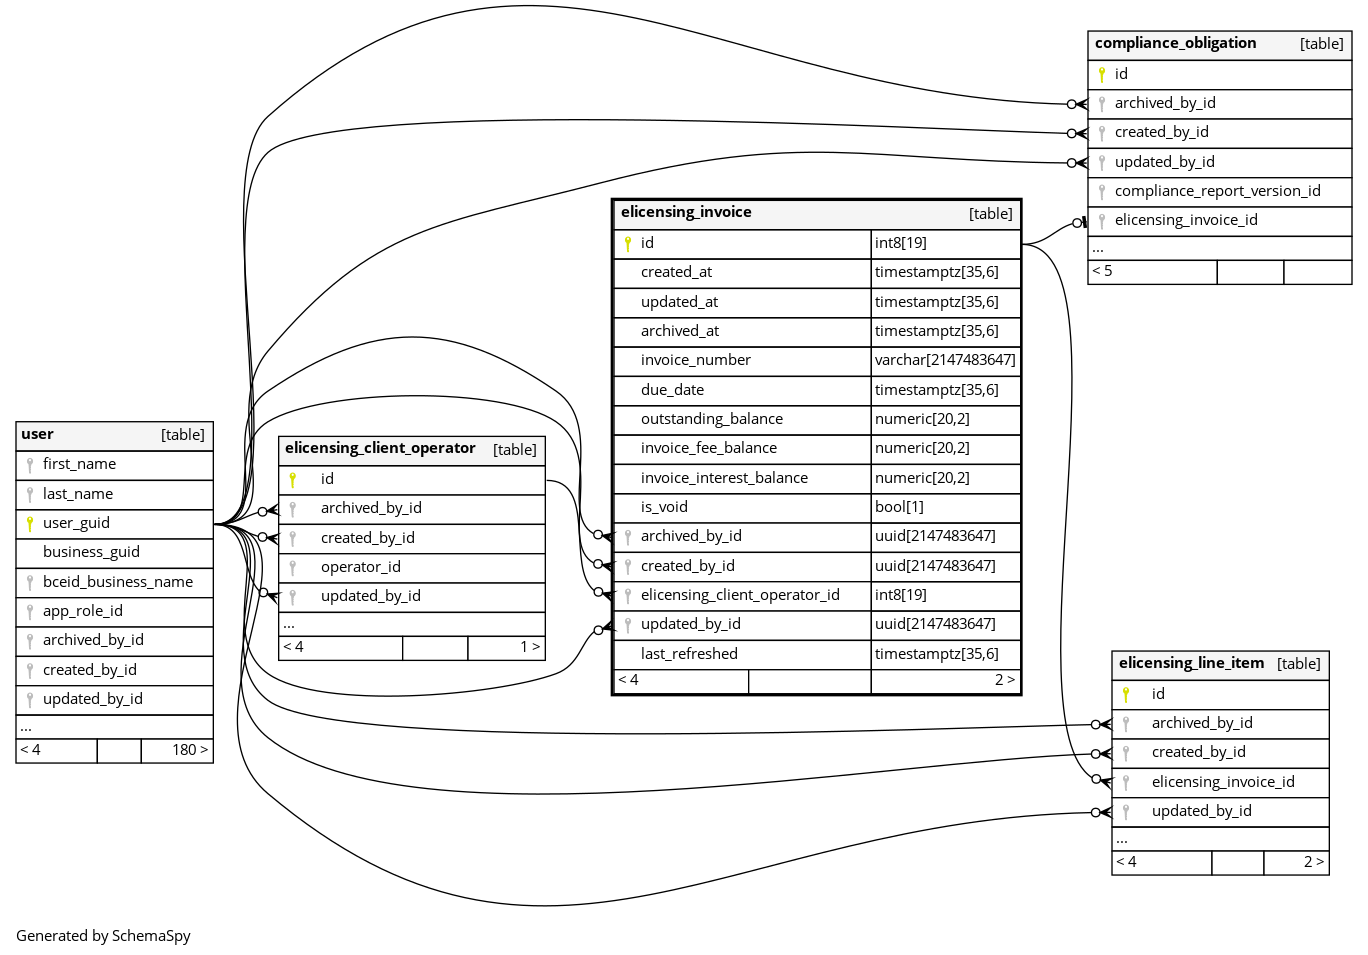 compliance_obligation [table]
id
archived_by_id
created_by_id
updated_by_id
compliance_report_version_id
elicensing_invoice_id
...
< 5
elicensing_invoice [table]
id int8[19]
created_at timestamptz[35,6]
updated_at timestamptz[35,6]
archived_at timestamptz[35,6]
invoice_number varchar[2147483647]
due_date timestamptz[35,6]
outstanding_balance numeric[20,2]
invoice_fee_balance numeric[20,2]
invoice_interest_balance numeric[20,2]
is_void bool[1]
archived_by_id uuid[2147483647]
created_by_id uuid[2147483647]
elicensing_client_operator_id int8[19]
updated_by_id uuid[2147483647]
last_refreshed timestamptz[35,6]
< 4 2 >
user [table]
first_name
last_name
user_guid
business_guid
bceid_business_name
app_role_id
archived_by_id
created_by_id
updated_by_id
...
< 4 180 >
elicensing_client_operator [table]
id
archived_by_id
created_by_id
operator_id
updated_by_id
...
< 4 1 >
elicensing_line_item [table]
id
archived_by_id
created_by_id
elicensing_invoice_id
updated_by_id
...
< 4 2 >
Generated by SchemaSpy